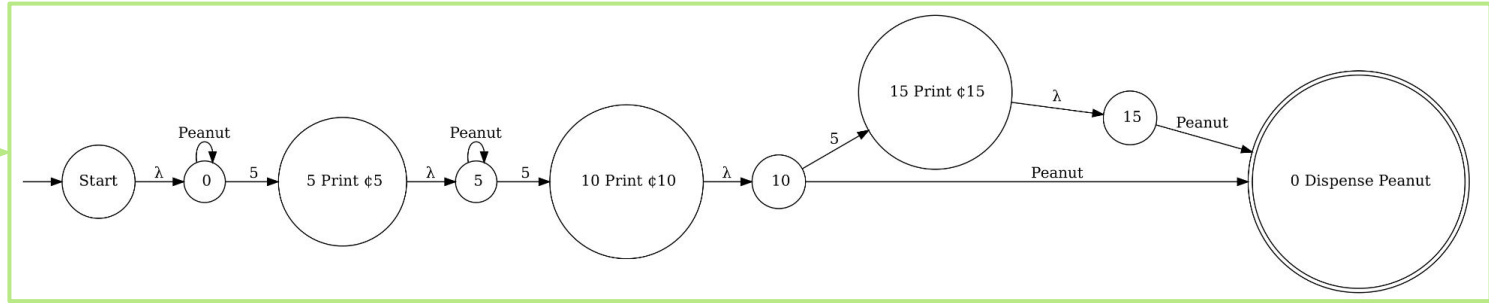 Start
λ
Peanut
0
5
5 Print ¢5
λ
Peanut
5
5
10 Print ¢10
λ
10
5
15 Print ¢15
λ
15
Peanut
Peanut
0 Dispense Peanut